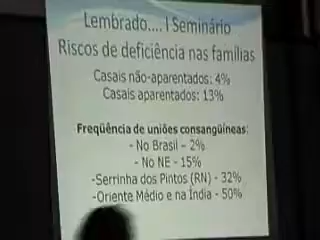 Lembrado.... I Seminário
Riscos de deficiência nas famílias
Casais não-aparentados: 4%
Casais aparentados: 13%
Freqüência de uniões consangüíneas:
- No Brasil – 2%
- No NE - 15%
-Serrinha dos Pintos (RN) - 32%
-Oriente Médio e na Índia - 50%